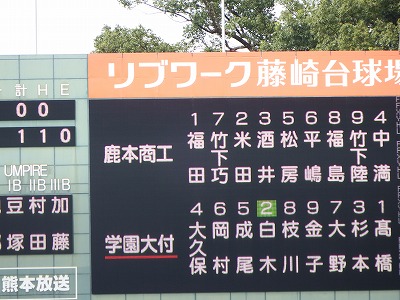 リブワーク藤崎台球場
計 H E
0 0
1 1 0
UMPIRE
IB IIB IIIB
豆 村 加
塚 田 藤
熊本放送
鹿本商工
1 7 2 3 5 6 8 9 4
福田 竹下巧 米田 酒井 松房 平嶋 福島 竹下陸 中満
学園大付
4 6 5 2 8 9 7 3 1
大久保 岡村 成尾 白木 枝川 金子 大野 杉本 髙橋